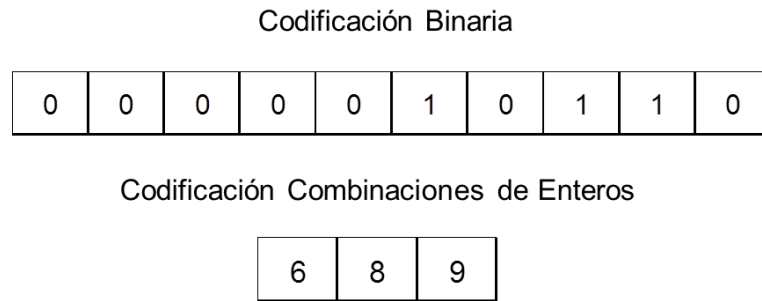 Codificación Binaria
0 0 0 0 0 1 0 1 1 0
Codificación Combinaciones de Enteros
6 8 9